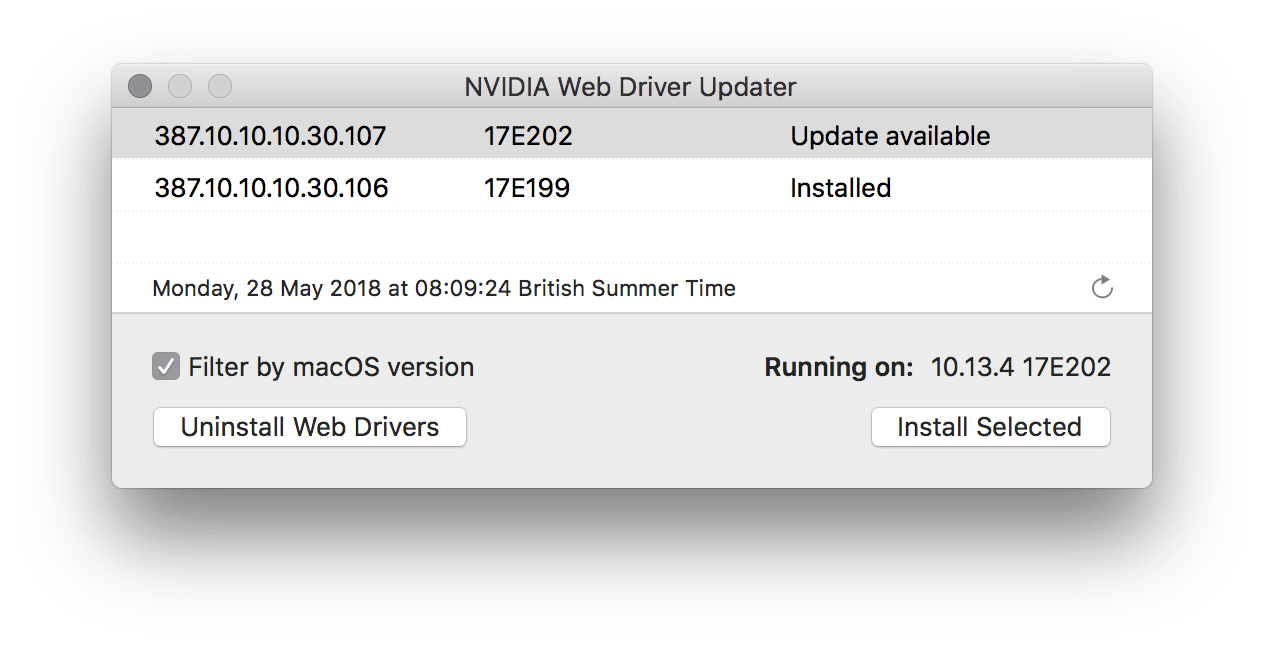 NVIDIA Web Driver Updater
387.10.10.10.30.107 17E202 Update available
387.10.10.10.30.106 17E199 Installed
Monday, 28 May 2018 at 08:09:24 British Summer Time
Filter by macOS version Running on: 10.13.4 17E202
Uninstall Web Drivers Install Selected